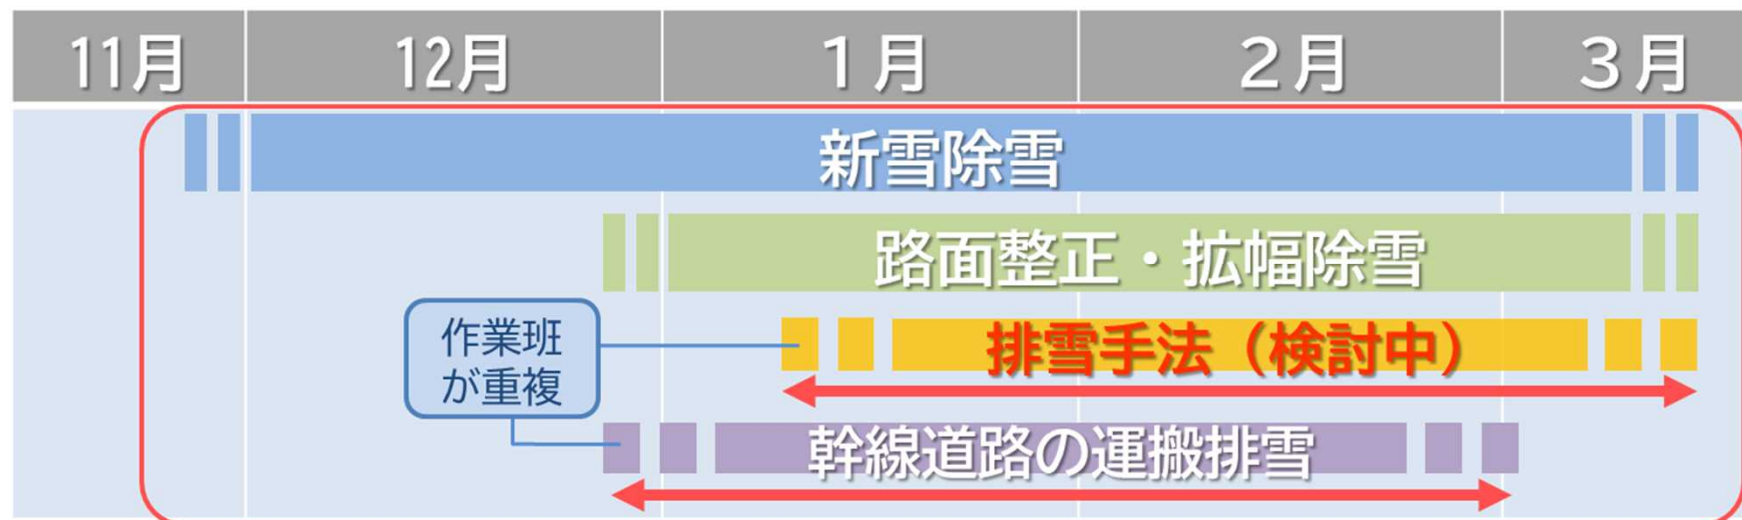 11月 12月 1月 2月 3月
新雪除雪
路面整正・拡幅除雪
作業班
が重複
排雪手法（検討中）
幹線道路の運搬排雪